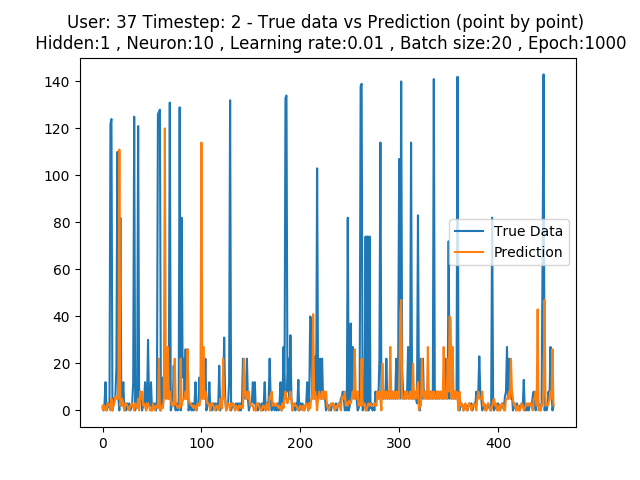 User: 37 Timestep: 2 - True data vs Prediction (point by point)
Hidden:1 , Neuron:10 , Learning rate:0.01 , Batch size:20 , Epoch:1000
140
120
100
80
60
40
20
0
True Data
Prediction
0 100 200 300 400